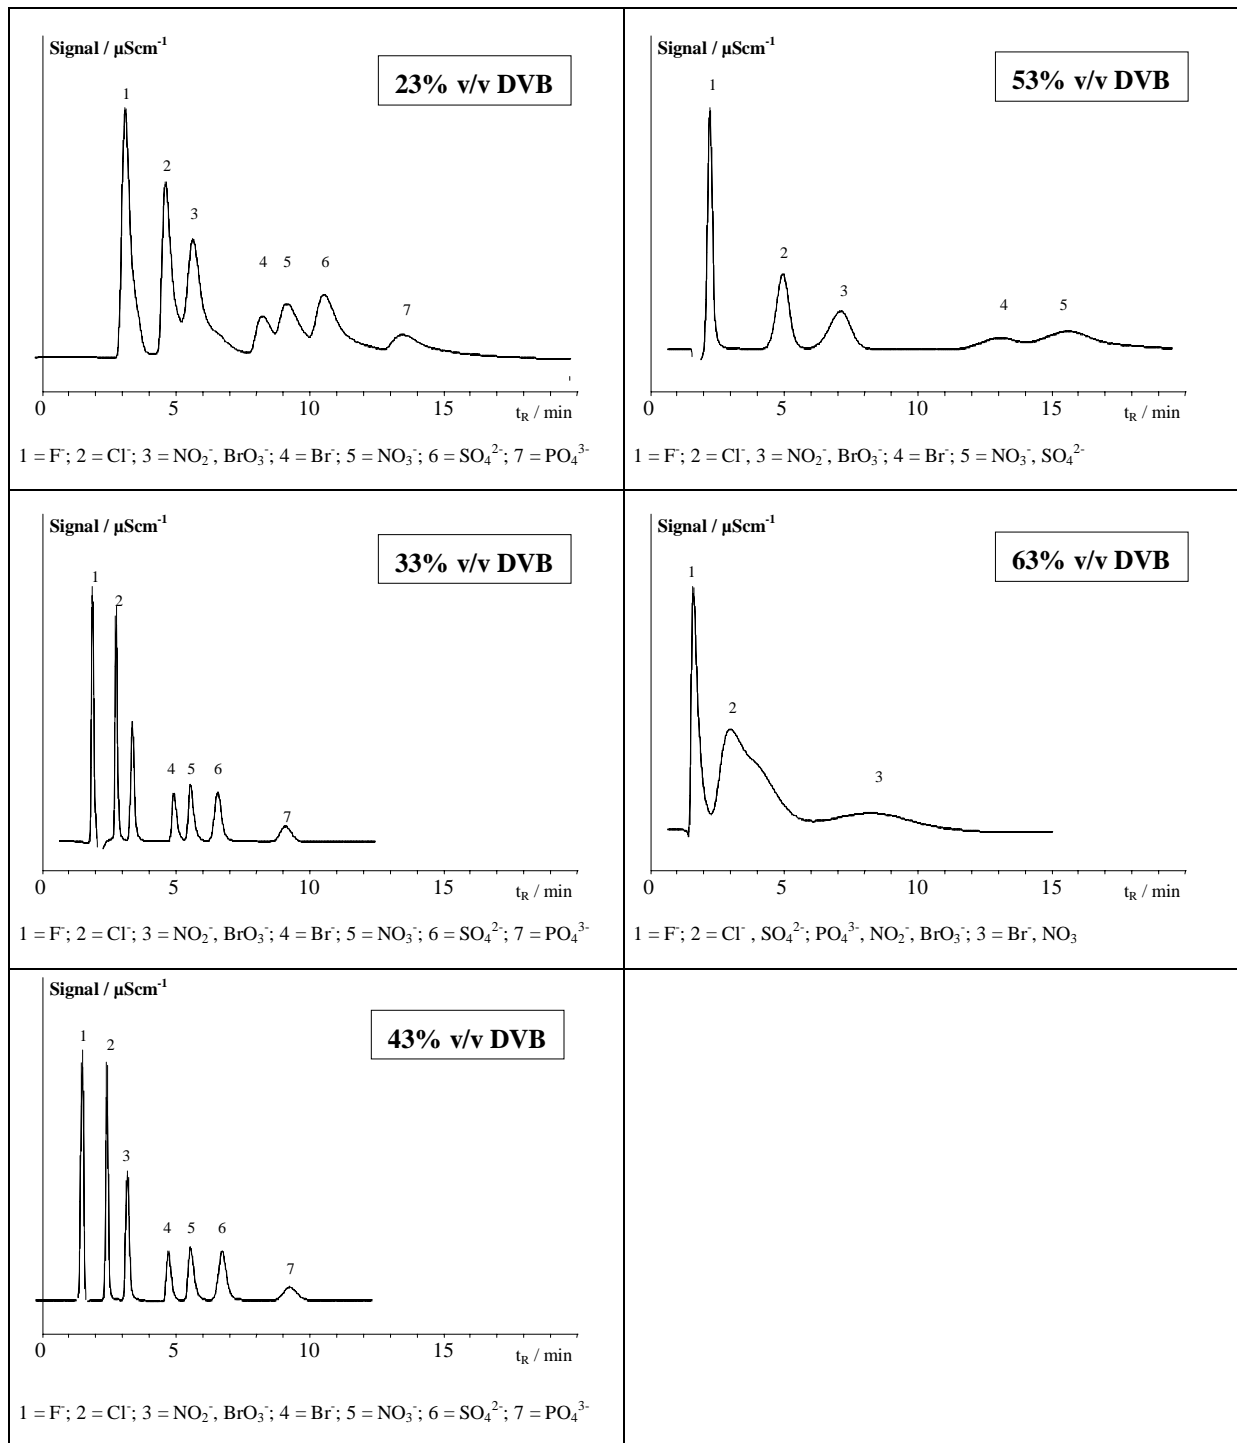 Signal / µScm⁻¹
23% v/v DVB
1
2
3
4
5
6
7
0 5 10 15
t_R / min
1 = F⁻; 2 = Cl⁻; 3 = NO₂⁻, BrO₃⁻; 4 = Br⁻; 5 = NO₃⁻; 6 = SO₄²⁻; 7 = PO₄³⁻
Signal / µScm⁻¹
53% v/v DVB
1
2
3
4
5
0 5 10 15
t_R / min
1 = F⁻; 2 = Cl⁻, 3 = NO₂⁻, BrO₃⁻; 4 = Br⁻; 5 = NO₃⁻, SO₄²⁻
Signal / µScm⁻¹
33% v/v DVB
1
2
4
5
6
7
0 5 10 15
t_R / min
1 = F⁻; 2 = Cl⁻; 3 = NO₂⁻, BrO₃⁻; 4 = Br⁻; 5 = NO₃⁻; 6 = SO₄²⁻; 7 = PO₄³⁻
Signal / µScm⁻¹
63% v/v DVB
1
2
3
0 5 10 15
t_R / min
1 = F⁻; 2 = Cl⁻ , SO₄²⁻; PO₄³⁻, NO₂⁻, BrO₃⁻; 3 = Br⁻, NO₃
Signal / µScm⁻¹
43% v/v DVB
1
2
3
4
5
6
7
0 5 10 15
t_R / min
1 = F⁻; 2 = Cl⁻; 3 = NO₂⁻, BrO₃⁻; 4 = Br⁻; 5 = NO₃⁻; 6 = SO₄²⁻; 7 = PO₄³⁻